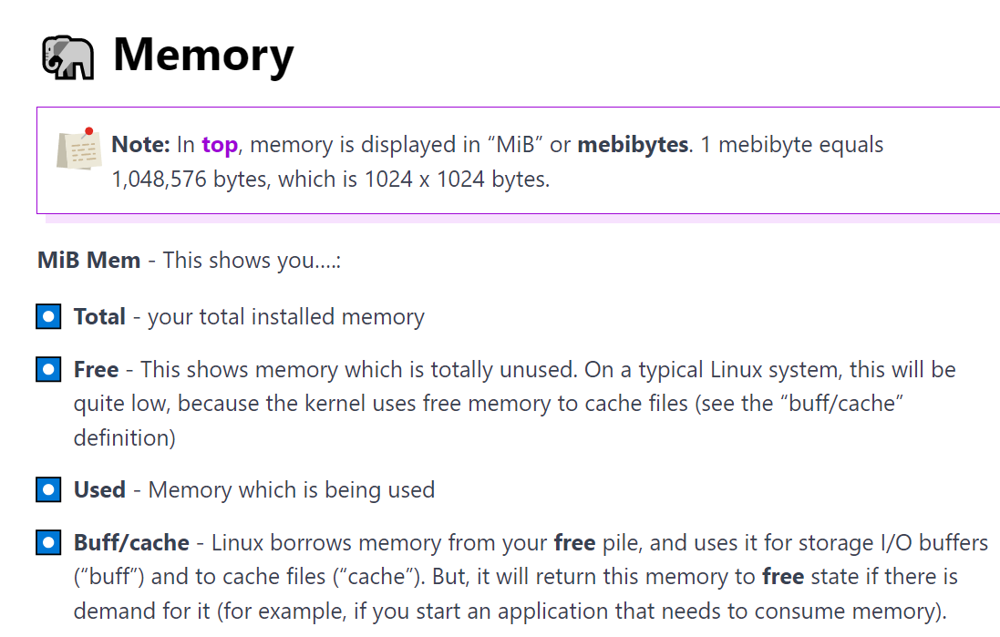 Memory
Note: In top, memory is displayed in “MiB” or mebibytes. 1 mebibyte equals
1,048,576 bytes, which is 1024 x 1024 bytes.
MiB Mem - This shows you....:
Total - your total installed memory
Free - This shows memory which is totally unused. On a typical Linux system, this will be
quite low, because the kernel uses free memory to cache files (see the “buff/cache”
definition)
Used - Memory which is being used
Buff/cache - Linux borrows memory from your free pile, and uses it for storage I/O buffers
(“buff”) and to cache files (“cache”). But, it will return this memory to free state if there is
demand for it (for example, if you start an application that needs to consume memory).